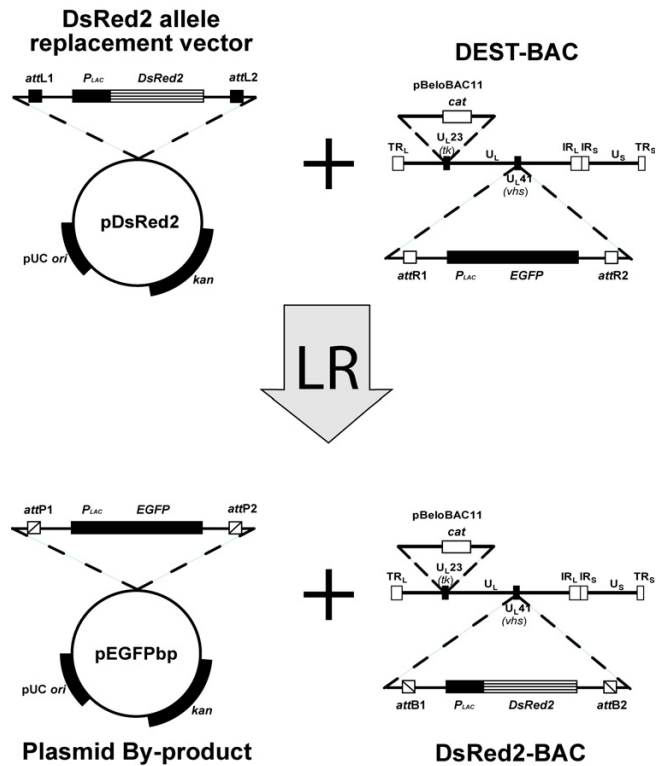 DsRed2 allele
replacement vector
attL1 PLAC DsRed2 attL2
pDsRed2
pUC ori
kan
+
DEST-BAC
pBeloBAC11
cat
TRL UL23 UL IRL IRS US TRS
(tk)
UL41
(vhs)
attR1 PLAC EGFP attR2
LR
attP1 PLAC EGFP attP2
pEGFPbp
pUC ori
kan
Plasmid By-product
+
pBeloBAC11
cat
TRL UL23 UL IRL IRS US TRS
(tk)
UL41
(vhs)
attB1 PLAC DsRed2 attB2
DsRed2-BAC